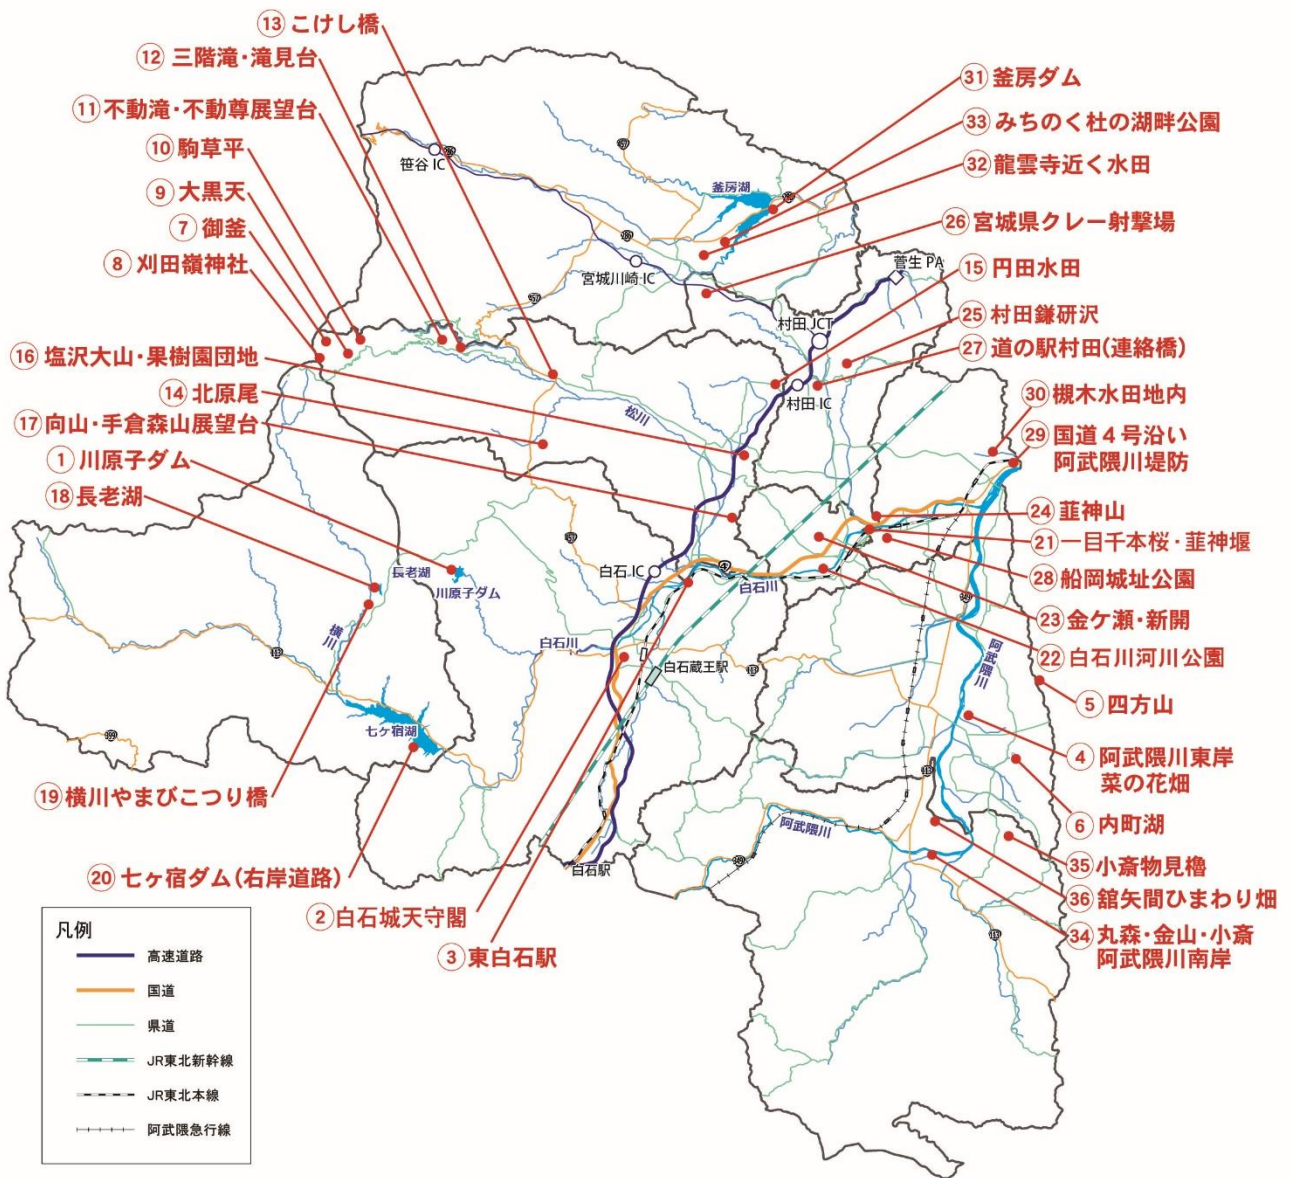 ⑬こけし橋
⑫三階滝・滝見台
⑪不動滝・不動尊展望台
⑩駒草平
⑨大黒天
⑦御釜
⑧刈田嶺神社
⑯塩沢大山・果樹園団地
⑭北原尾
⑰向山・手倉森山展望台
①川原子ダム
⑱長老湖
⑲横川やまびこつり橋
⑳七ヶ宿ダム(右岸道路)
②白石城天守閣
③東白石駅
㉛釜房ダム
㉝みちのく杜の湖畔公園
㉜龍雲寺近く水田
㉖宮城県クレー射撃場
⑮円田水田
㉕村田鎌研沢
㉗道の駅村田(連絡橋)
㉚槻木水田地内
㉙国道4号沿い
阿武隈川堤防
㉔韮神山
㉑一目千本桜・韮神堰
㉘船岡城址公園
㉓金ケ瀬・新開
㉒白石川河川公園
⑤四方山
④阿武隈川東岸
菜の花畑
⑥内町湖
㉟小斎物見櫓
㊱舘矢間ひまわり畑
㉞丸森・金山・小斎
阿武隈川南岸
笹谷 IC
釜房湖
宮城川崎 IC
菅生 PA
村田 JCT
村田 IC
松川
長老湖
川原子ダム
横川
白石 IC
4
白石川
白石川
白石蔵王駅
七ヶ宿湖
白石駅
阿武隈川
阿武隈川
凡例
高速道路
国道
県道
JR東北新幹線
JR東北本線
阿武隈急行線